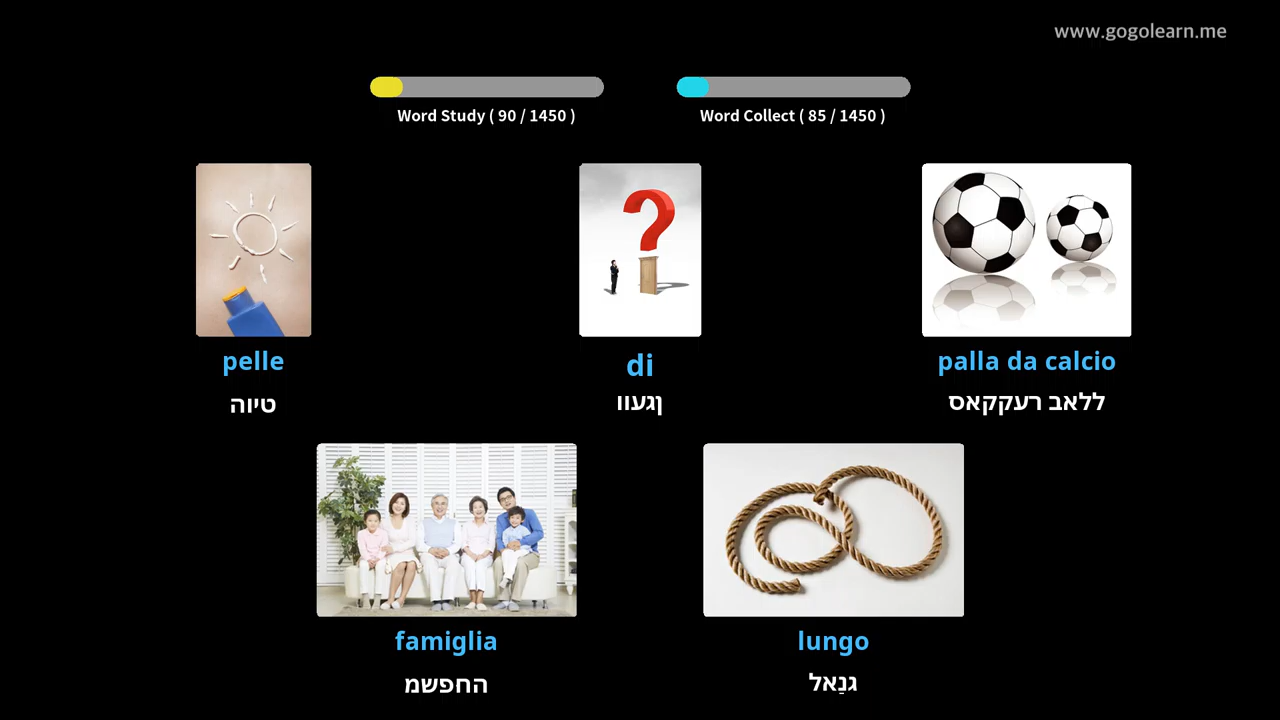 www.gogolearn.me
Word Study ( 90 / 1450 )
Word Collect ( 85 / 1450 )
pelle
טיוה
di
ןגעוו
palla da calcio
ללאב רעקקאס
famiglia
החפשמ
lungo
גנַאל